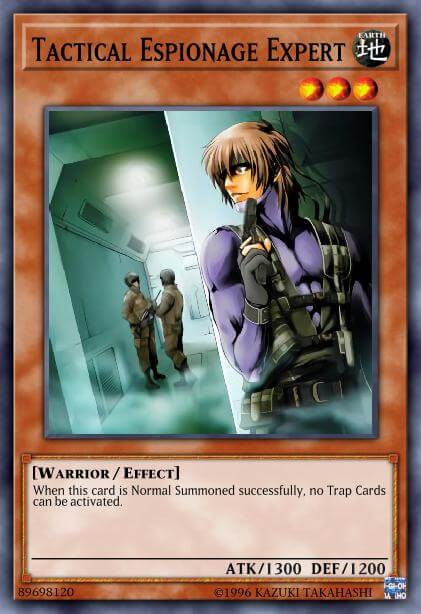 Tactical Espionage Expert
EARTH
地
[Warrior / Effect]
When this card is Normal Summoned successfully, no Trap Cards
can be activated.
ATK/1300 DEF/1200
89698120
©1996 KAZUKI TAKAHASHI